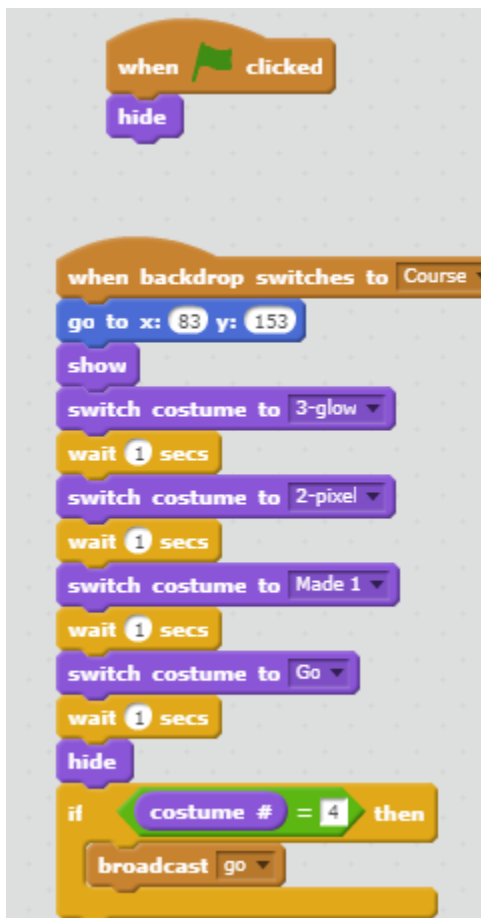 when clicked
hide
when backdrop switches to Course
go to x: 83 y: 153
show
switch costume to 3-glow
wait 1 secs
switch costume to 2-pixel
wait 1 secs
switch costume to Made 1
wait 1 secs
switch costume to Go
wait 1 secs
hide
if costume # = 4 then
broadcast go